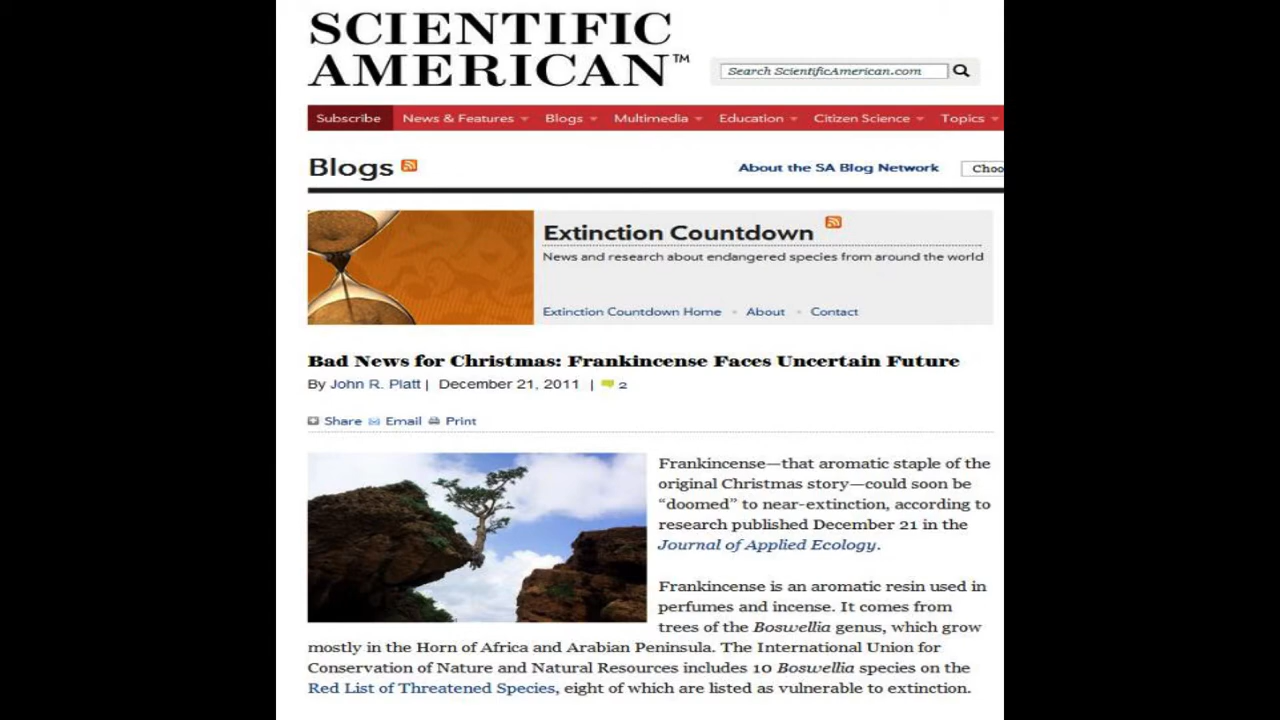 SCIENTIFIC
AMERICAN™
Search ScientificAmerican.com
Subscribe News & Features Blogs Multimedia Education Citizen Science Topics
Blogs
About the SA Blog Network Choo
Extinction Countdown
News and research about endangered species from around the world
Extinction Countdown Home • About • Contact
Bad News for Christmas: Frankincense Faces Uncertain Future
By John R. Platt | December 21, 2011 | 2
Share Email Print
Frankincense—that aromatic staple of the
original Christmas story—could soon be
“doomed” to near-extinction, according to
research published December 21 in the
Journal of Applied Ecology.
Frankincense is an aromatic resin used in
perfumes and incense. It comes from
trees of the Boswellia genus, which grow
mostly in the Horn of Africa and Arabian Peninsula. The International Union for
Conservation of Nature and Natural Resources includes 10 Boswellia species on the
Red List of Threatened Species, eight of which are listed as vulnerable to extinction.